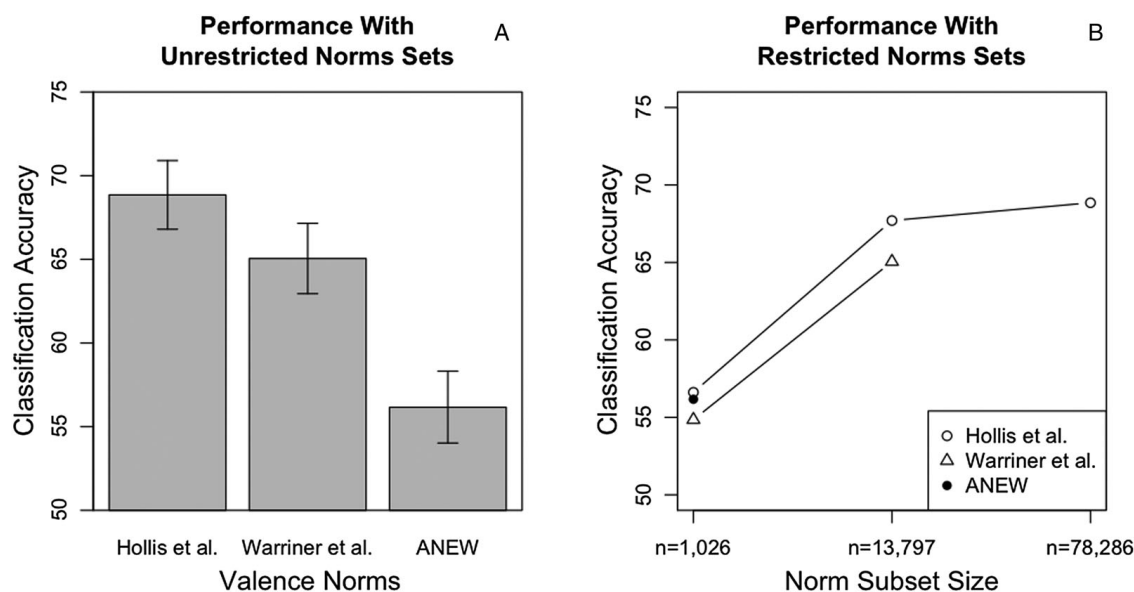 Performance With
Unrestricted Norms Sets
A
Classification Accuracy
75
70
65
60
55
50
Hollis et al.
Warriner et al.
ANEW
Valence Norms
Performance With
Restricted Norms Sets
B
Classification Accuracy
75
70
65
60
55
50
Hollis et al.
Warriner et al.
ANEW
n=1,026
n=13,797
n=78,286
Norm Subset Size